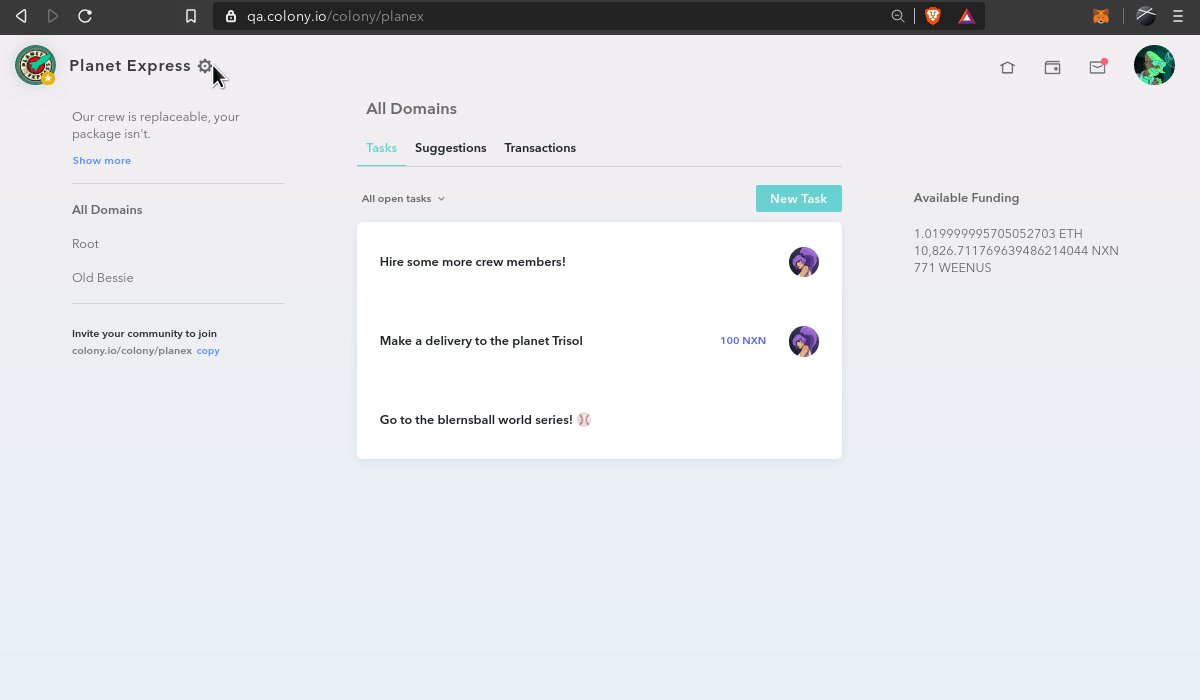 qa.colony.io/colony/planex
Planet Express
Our crew is replaceable, your
package isn't.
Show more
All Domains
Root
Old Bessie
Invite your community to join
colony.io/colony/planex copy
All Domains
Tasks Suggestions Transactions
All open tasks
New Task
Hire some more crew members!
Make a delivery to the planet Trisol 100 NXN
Go to the blernsball world series! ⚾
Available Funding
1.019999995705052703 ETH
10,826.711769639486214044 NXN
771 WEENUS